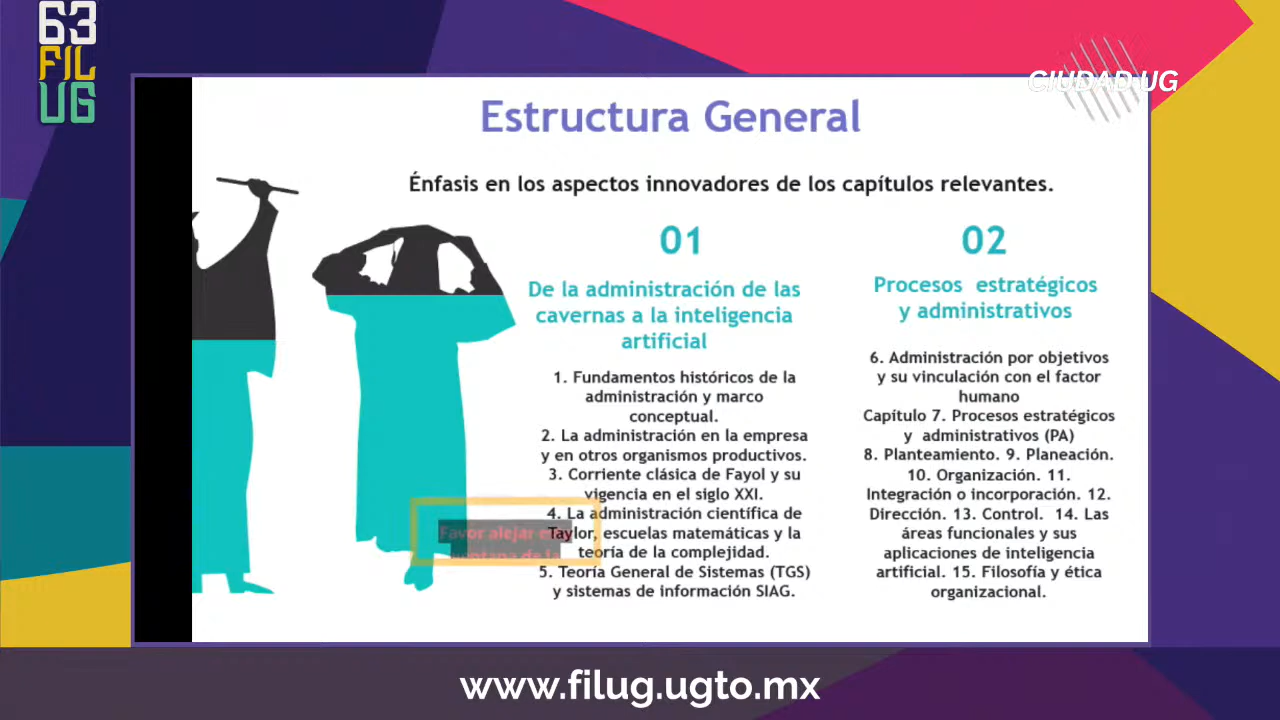 63
FIL
UG
CIUDAD UG
Estructura General
Énfasis en los aspectos innovadores de los capítulos relevantes.
01
De la administración de las
cavernas a la inteligencia
artificial
1. Fundamentos históricos de la
administración y marco
conceptual.
2. La administración en la empresa
y en otros organismos productivos.
3. Corriente clásica de Fayol y su
vigencia en el siglo XXI.
4. La administración científica de
Taylor, escuelas matemáticas y la
teoría de la complejidad.
5. Teoría General de Sistemas (TGS)
y sistemas de información SIAG.
02
Procesos estratégicos
y administrativos
6. Administración por objetivos
y su vinculación con el factor
humano
Capítulo 7. Procesos estratégicos
y administrativos (PA)
8. Planteamiento. 9. Planeación.
10. Organización. 11.
Integración o incorporación. 12.
Dirección. 13. Control. 14. Las
áreas funcionales y sus
aplicaciones de inteligencia
artificial. 15. Filosofía y ética
organizacional.
Favor alejar
ventana de la
www.filug.ugto.mx